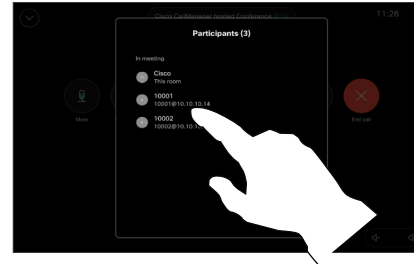 Cisco CallManager hosted Conference
11:28
Participants (3)
In meeting
Cisco
This room
10001
10001@10.10.10.14
10002
More
End call